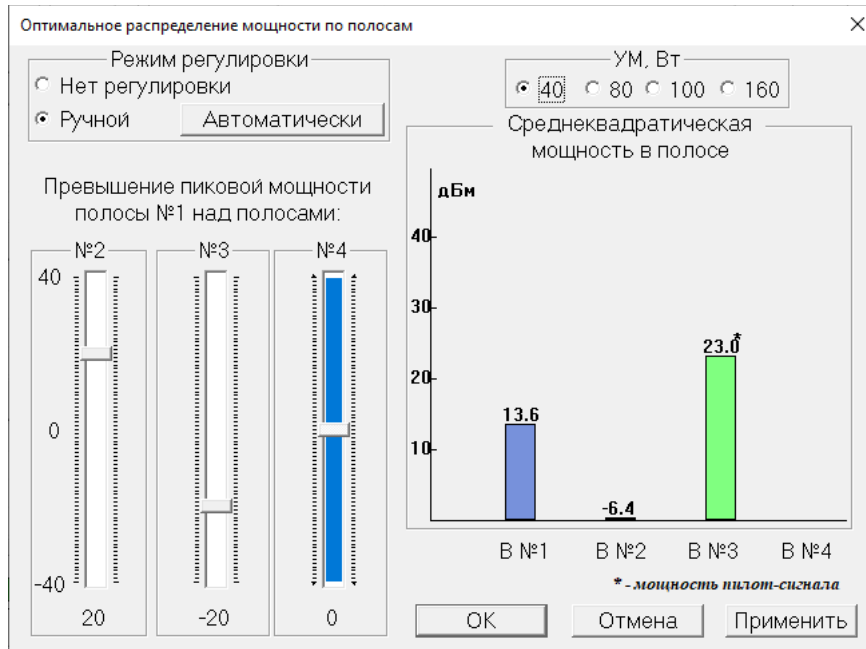 Оптимальное распределение мощности по полосам
Режим регулировки
Нет регулировки
Ручной
Автоматически
УМ, Вт
40 80 100 160
Превышение пиковой мощности
полосы №1 над полосами:
№2 №3 №4
40
0
-40
20 -20 0
Среднеквадратическая
мощность в полосе
дБм
40
30
20
10
13.6
-6.4
23.0*
В №1 В №2 В №3 В №4
* - мощность пилот-сигнала
OK Отмена Применить